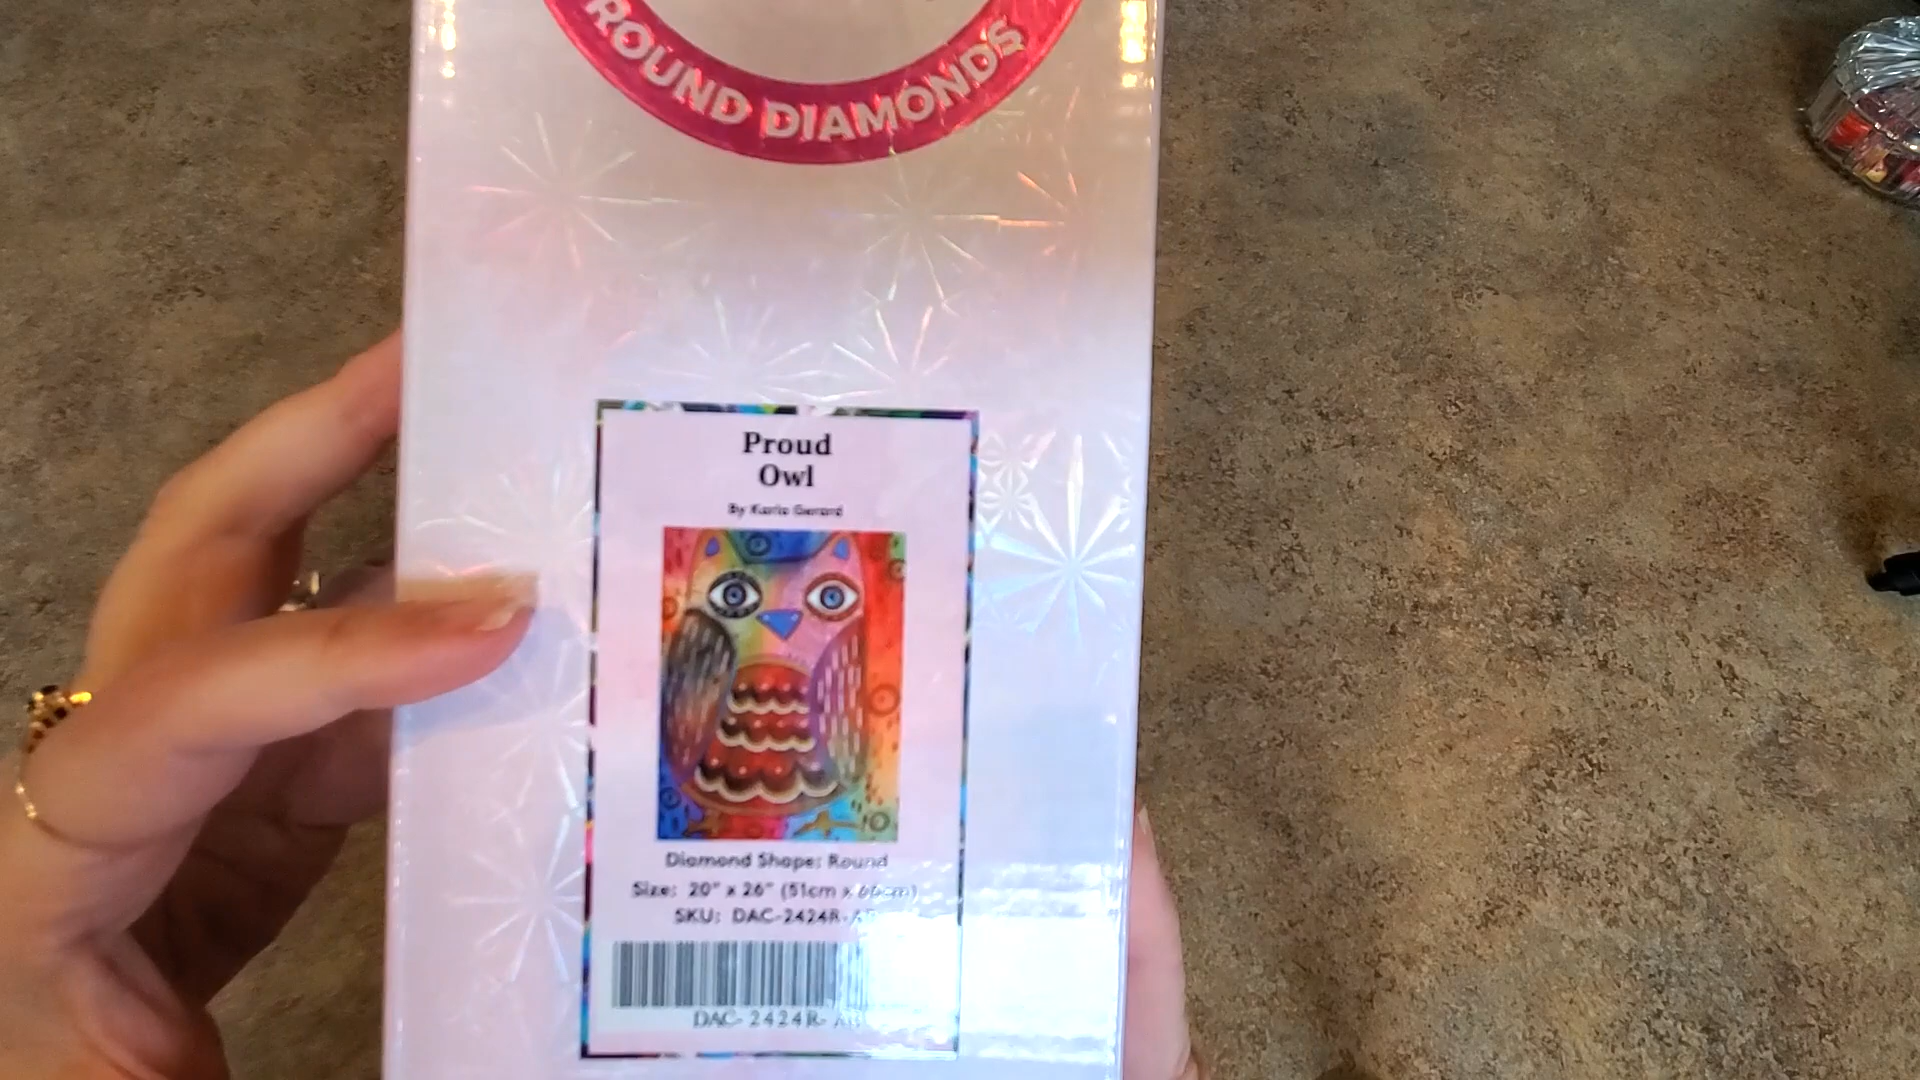 ROUND DIAMONDS
Proud
Owl
By Karla Gerard
Diamond Shape: Round
Size: 20" x 26" (51cm x 66cm)
SKU: DAC-2424R-
DAC-2424R-